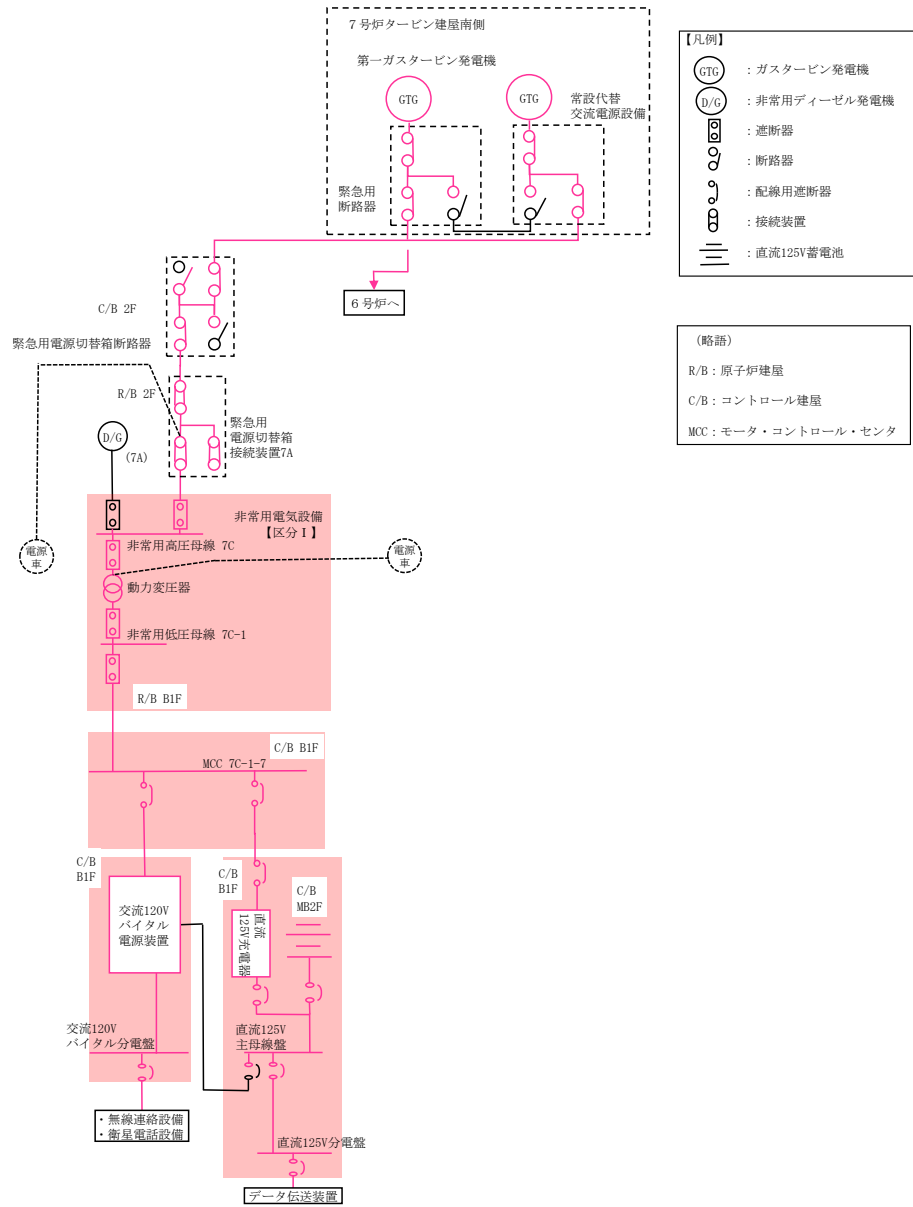 7号炉タービン建屋南側
第一ガスタービン発電機
GTG
GTG
常設代替
交流電源設備
緊急用
断路器
6号炉へ
C/B 2F
緊急用電源切替箱断路器
R/B 2F
緊急用
電源切替箱
接続装置7A
D/G
(7A)
非常用電気設備
【区分Ⅰ】
電源
車
非常用高圧母線 7C
電源
車
動力変圧器
非常用低圧母線 7C-1
R/B B1F
C/B B1F
MCC 7C-1-7
C/B
B1F
交流120V
バイタル
電源装置
C/B
B1F
直流
125V充電器
C/B
MB2F
交流120V
バイタル分電盤
直流125V
主母線盤
・無線連絡設備
・衛星電話設備
直流125V分電盤
データ伝送装置
【凡例】
GTG ：ガスタービン発電機
D/G ：非常用ディーゼル発電機
：遮断器
：断路器
：配線用遮断器
：接続装置
：直流125V蓄電池
（略語）
R/B：原子炉建屋
C/B：コントロール建屋
MCC：モータ・コントロール・センタ